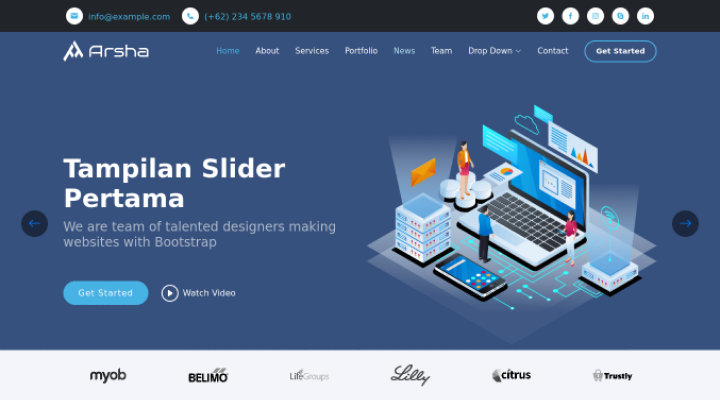 info@example.com (+62) 234 5678 910
Arsha Home About Services Portfolio News Team Drop Down Contact Get Started
Tampilan Slider
Pertama
We are team of talented designers making
websites with Bootstrap
Get Started Watch Video
myob BELIMO LifeGroups Lilly citrus Trustly